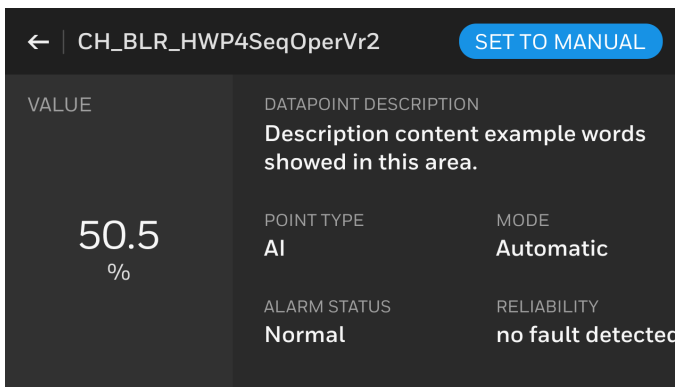 CH_BLR_HWP4SeqOperVr2
SET TO MANUAL
VALUE
50.5
%
DATAPOINT DESCRIPTION
Description content example words
showed in this area.
POINT TYPE
AI
MODE
Automatic
ALARM STATUS
Normal
RELIABILITY
no fault detected